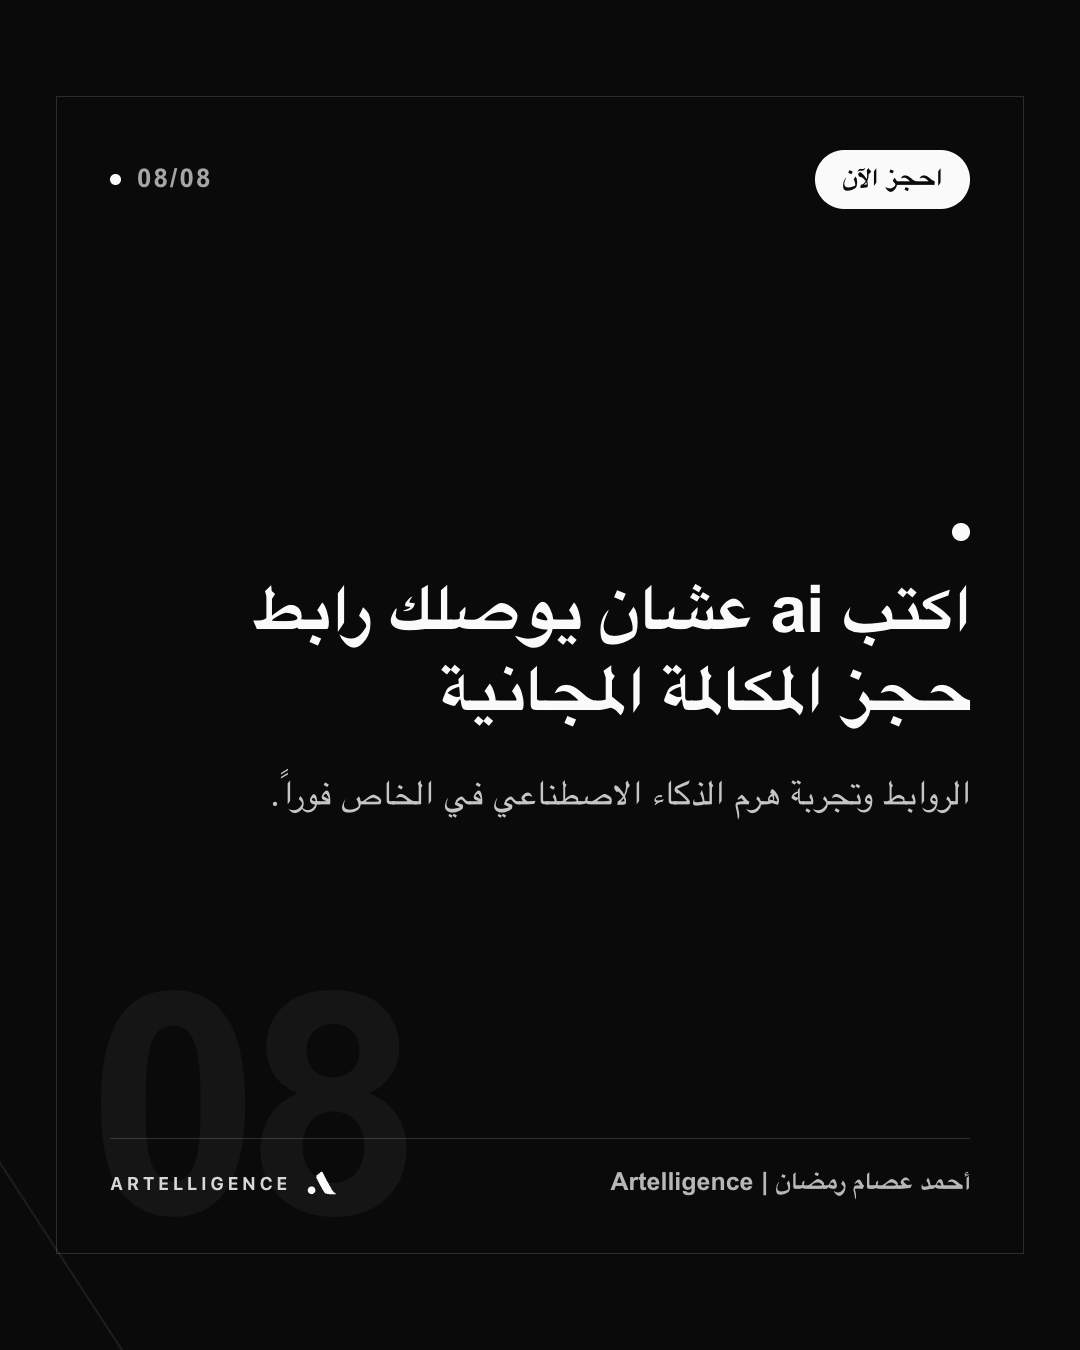 احجز الآن
08/08
اكتب ai عشان يوصلك رابط
حجز المكالمة المجانية
الروابط وتجربة هرم الذكاء الاصطناعي في الخاص فوراً.
08
أحمد عصام رمضان | Artelligence
ARTELLIGENCE